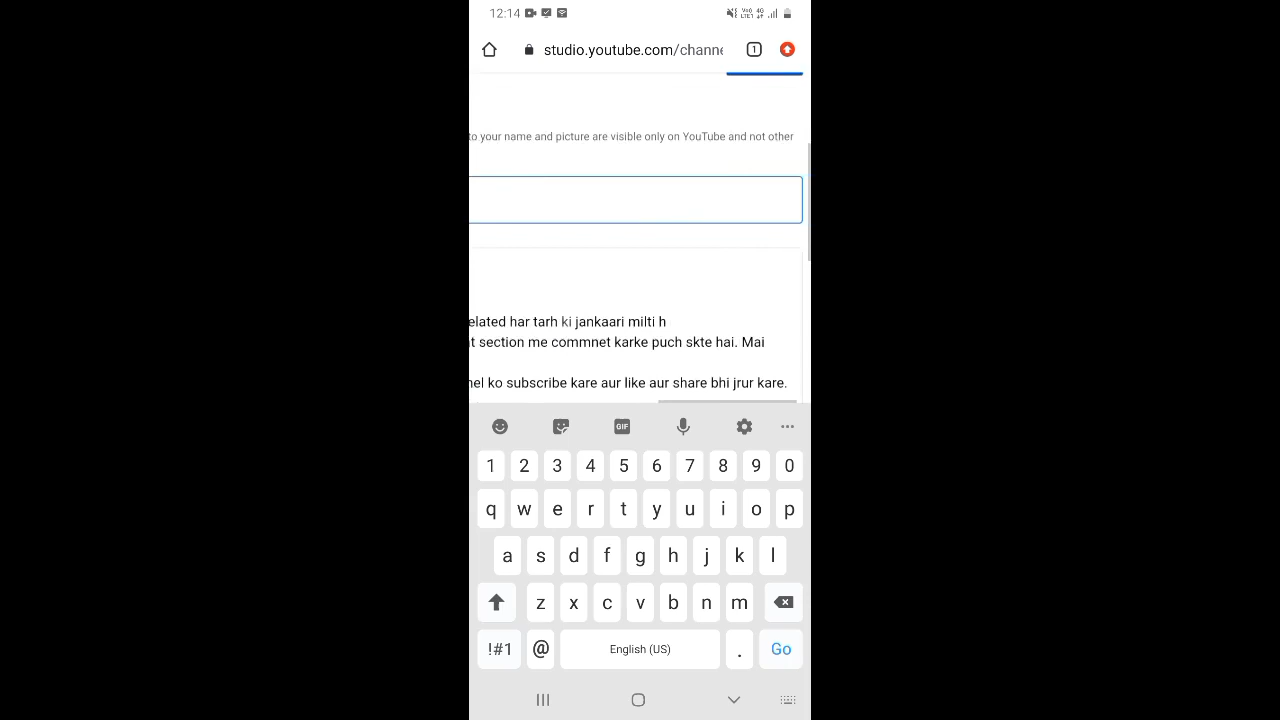 12:14
studio.youtube.com/channe
1
to your name and picture are visible only on YouTube and not other
elated har tarh ki jankaari milti h
section me commnet karke puch skte hai. Mai
ko subscribe kare aur like aur share bhi jrur kare.
GIF
1 2 3 4 5 6 7 8 9 0
q w e r t y u i o p
a s d f g h j k l
z x c v b n m
!#1 @ English (US) . Go